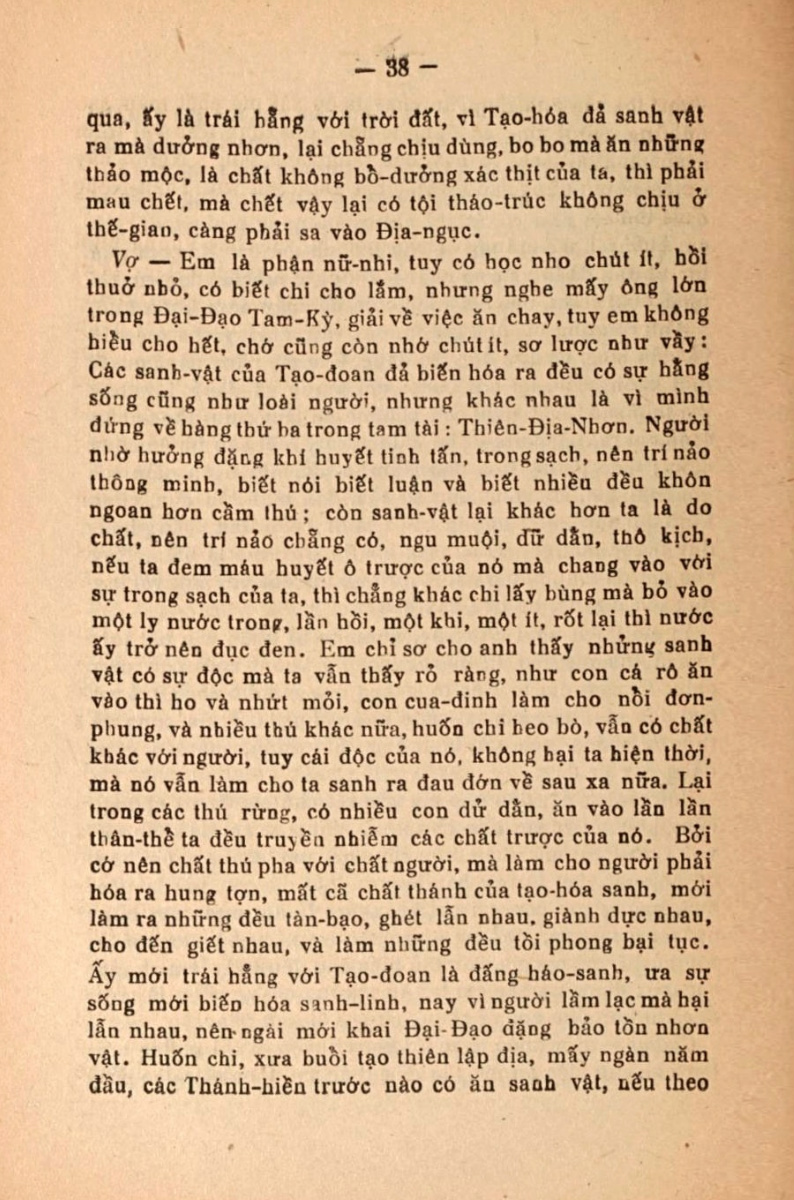 — 38 —
qua, ấy là trái hẳng với trời đất, vì Tạo-hóa đả sanh vật
ra mà dưởng nhơn, lại chẳng chịu dùng, bo bo mà ăn những
thảo mộc, là chất không bồ-dưởng xác thịt của ta, thì phải
mau chết, mà chết vậy lại có tội tháo-trúc không chịu ở
thế-gian, càng phải sa vào Địa-ngục.
Vợ — Em là phận nữ-nhi, tuy có học nho chút ít, hồi
thuở nhỏ, có biết chi cho lắm, nhưng nghe mấy ông lớn
trong Đại-Đạo Tam-Kỳ, giải về việc ăn chay, tuy em không
hiểu cho hết, chớ cũng còn nhớ chút ít, sơ lược như vầy:
Các sanh-vật của Tạo-đoan đả biến hóa ra đều có sự hằng
sống cũng như loài người, nhưng khác nhau là vì mình
đứng về hàng thứ ba trong tam tài: Thiên-Địa-Nhơn. Người
nhờ hưởng đặng khí huyết tinh tấn, trong sạch, nên trí nảo
thông minh, biết nói biết luận và biết nhiều đều khôn
ngoan hơn cầm thú; còn sanh-vật lại khác hơn ta là do
chất, nên trí nảo chẵng có, ngu muội, dữ dằn, thô kịch,
nếu ta đem máu huyết ô trược của nó mà chang vào với
sự trong sạch của ta, thì chẳng khác chi lấy bùng mà bỏ vào
một ly nước trong, lần hồi, một khi, một ít, rốt lại thì nước
ấy trở nên đục đen. Em chỉ sơ cho anh thấy những sanh
vật có sự độc mà ta vẫn thấy rỏ ràng, như con cá rô ăn
vào thì ho và nhứt mỏi, con cua-đinh làm cho nồi đơn-
phung, và nhiều thú khác nữa, huốn chi heo bò, vẫn có chất
khác với người, tuy cái độc của nó, không hại ta hiện thời,
mà nó vẫn làm cho ta sanh ra đau đớn về sau xa nữa. Lại
trong các thú rừng, có nhiều con dử dằn, ăn vào lần lần
thân-thể ta đều truyền nhiễm các chất trược của nó. Bởi
cớ nên chất thú pha với chất người, mà làm cho người phải
hóa ra hung tợn, mất cã chất thánh của tạo-hóa sanh, mới
làm ra những đều tàn-bạo, ghét lẫn nhau. giành dực nhau,
cho đến giết nhau, và làm những đều tồi phong bại tục.
Ấy mới trái hẳng với Tạo-đoan là đấng háo-sanh, ưa sự
sống mới biến hóa sanh-linh, nay vì người lầm lạc mà hại
lẫn nhau, nên ngài mới khai Đại-Đạo đặng bảo tồn nhơn
vật. Huốn chi, xưa buổi tạo thiên lập địa, mấy ngàn năm
đầu, các Thánh-hiền trước nào có ăn sanh vật, nếu theo